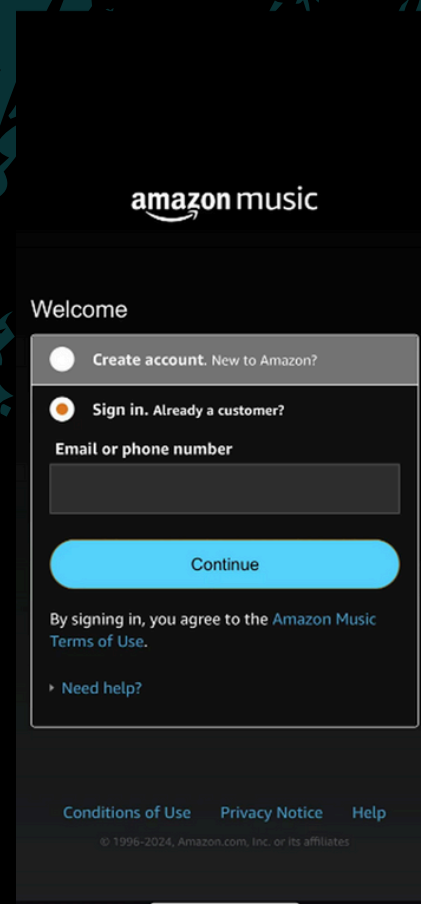 amazon music
Welcome
Create account. New to Amazon?
Sign in. Already a customer?
Email or phone number
Continue
By signing in, you agree to the Amazon Music
Terms of Use.
Need help?
Conditions of Use Privacy Notice Help
© 1996-2024, Amazon.com, Inc. or its affiliates